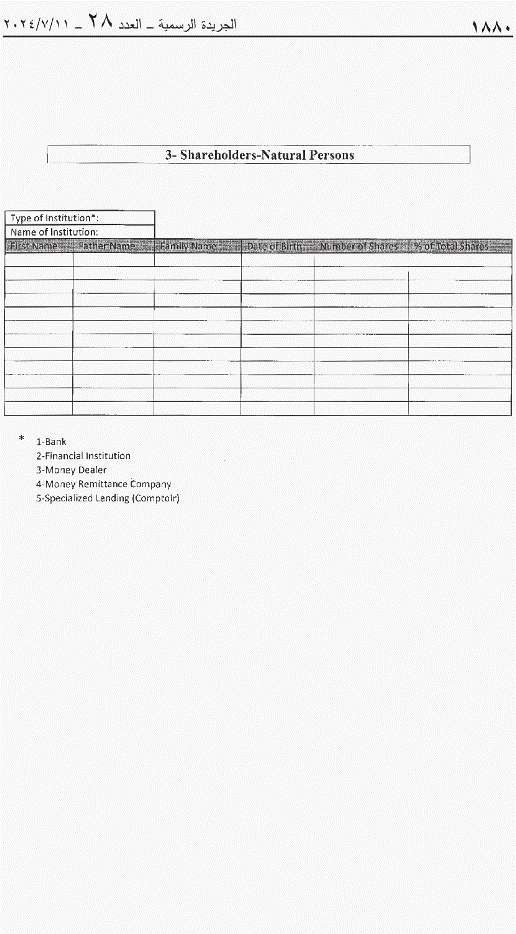 ١٨٨٠ الجريدة الرسمية ــ العدد ٢٨ ــ ٢٠٢٤/٧/١١
3- Shareholders-Natural Persons
Type of Institution*:
Name of Institution:
First Name Father Name Family Name Date of Birth Number of Shares % of Total Shares
* 1-Bank
2-Financial Institution
3-Money Dealer
4-Money Remittance Company
5-Specialized Lending (Comptoir)